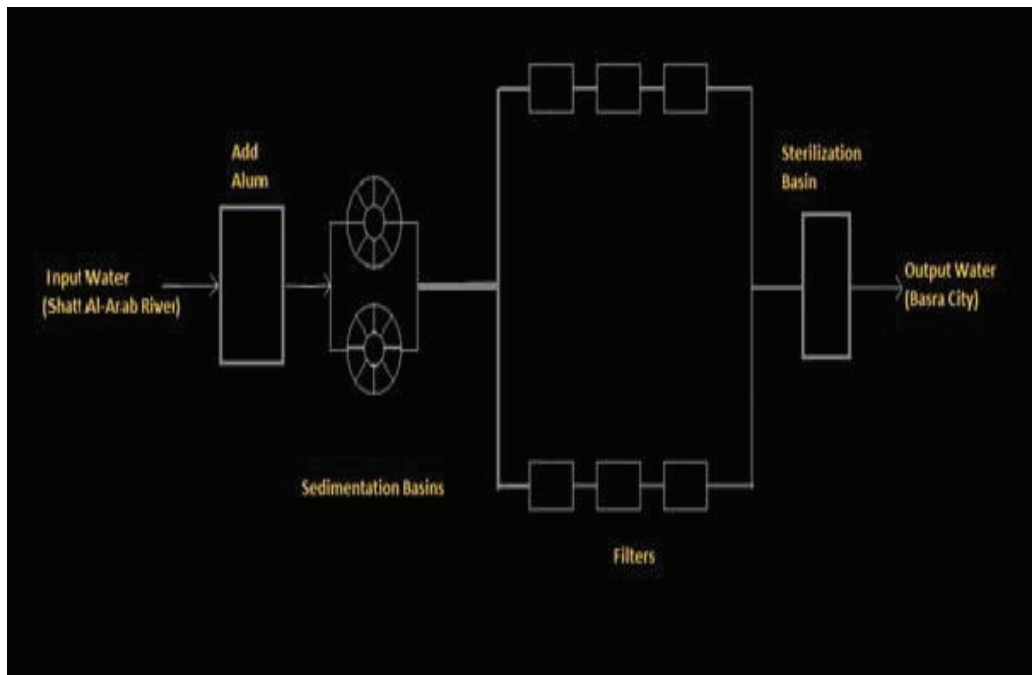 Add
Alum
Sterilization
Basin
Input Water
(Shatt Al-Arab River)
Output Water
(Basra City)
Sedimentation Basins
Filters